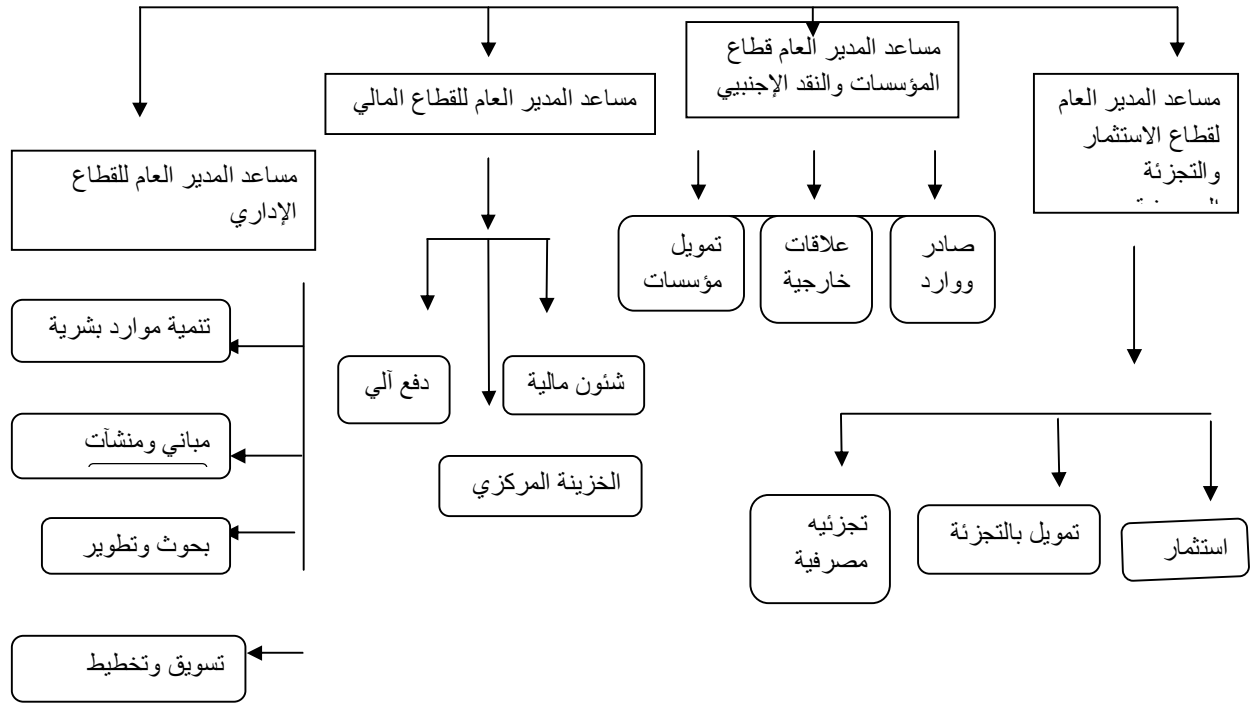 مساعد المدير العام قطاع
المؤسسات والنقد الإجنبيي
مساعد المدير العام
لقطاع الاستثمار
والتجزئة
مساعد المدير العام للقطاع المالي
مساعد المدير العام للقطاع
الإداري
صادر
ووارد
علاقات
خارجية
تمويل
مؤسسات
شئون مالية
دفع آلي
الخزينة المركزي
تنمية موارد بشرية
مباني ومنشآت
بحوث وتطوير
تسويق وتخطيط
استثمار
تمويل بالتجزئة
تجزئيه
مصرفية